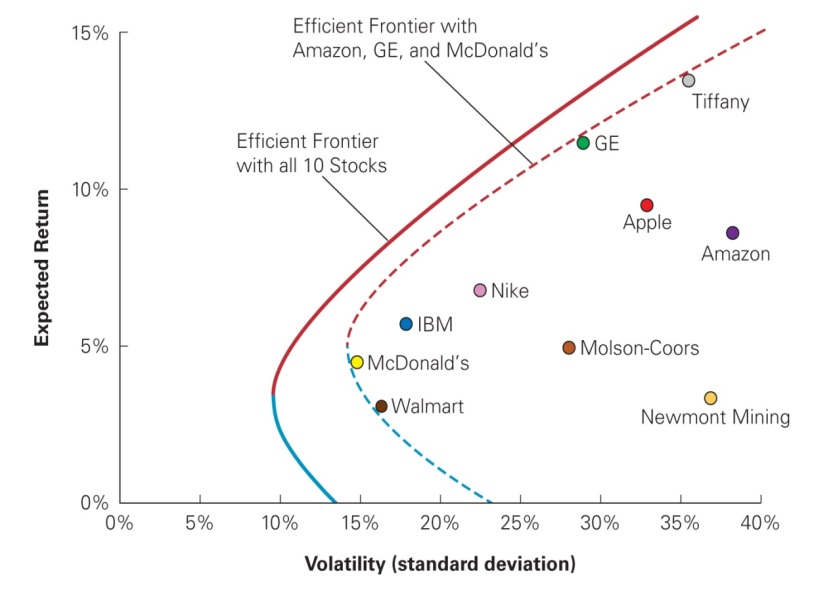 Efficient Frontier with
Amazon, GE, and McDonald's
15%
Tiffany
Efficient Frontier
with all 10 Stocks
GE
10%
Apple
Amazon
Expected Return
Nike
IBM
5%
Molson-Coors
McDonald's
Walmart
Newmont Mining
0%
0%
5%
10%
15%
20%
25%
30%
35%
40%
Volatility (standard deviation)